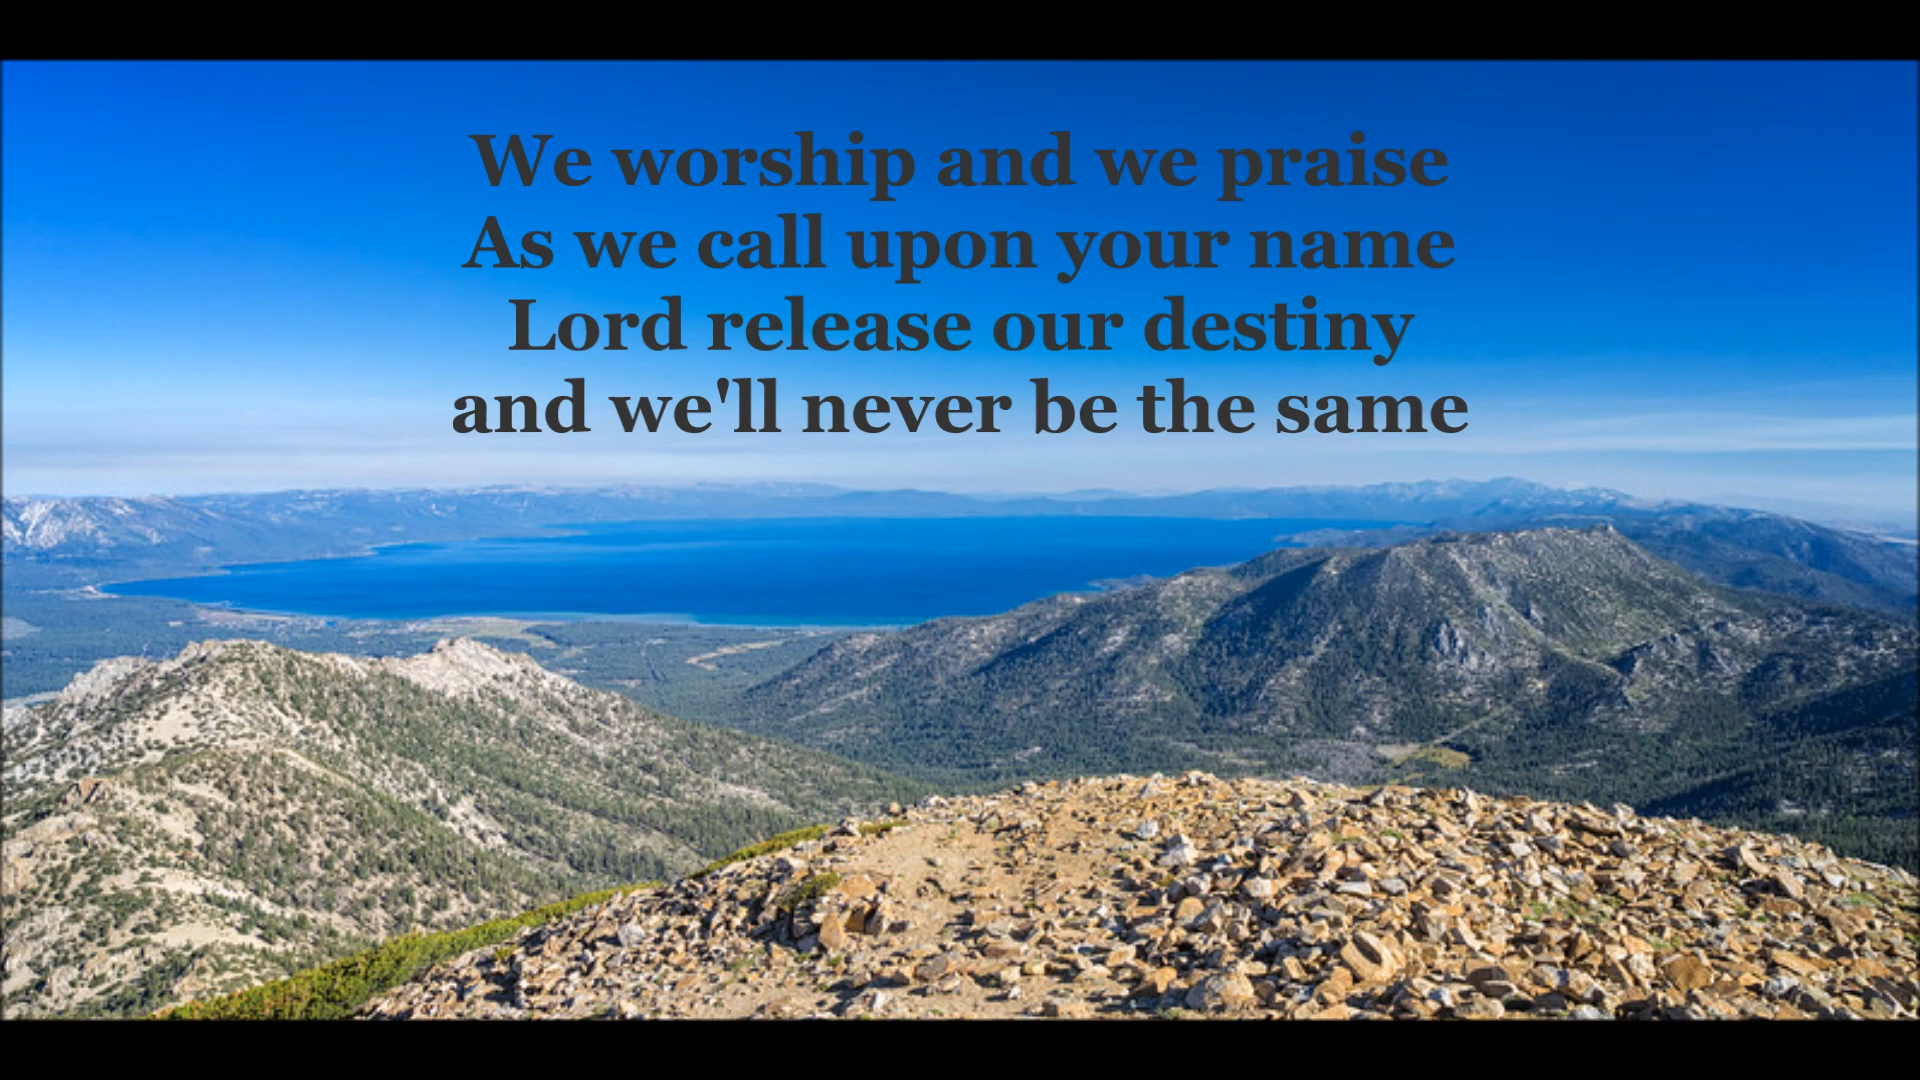 We worship and we praise
As we call upon your name
Lord release our destiny
and we'll never be the same